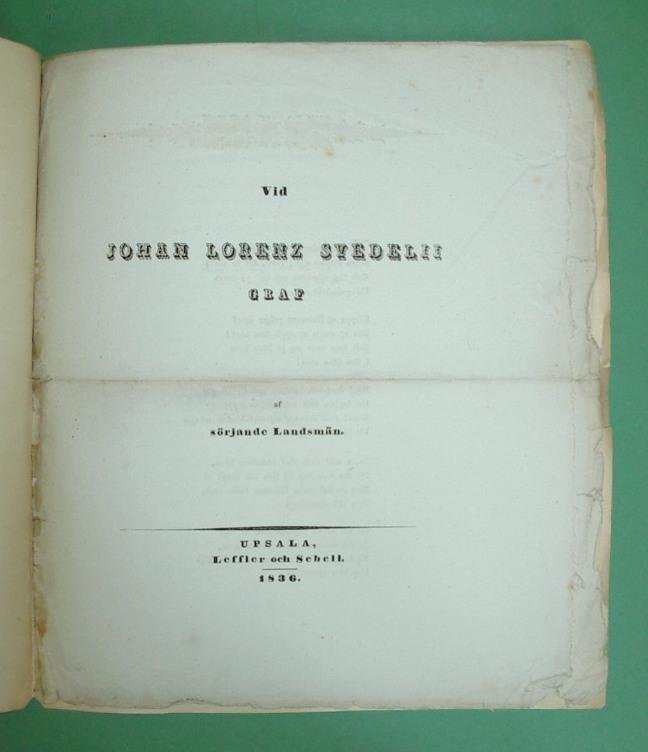 Vid
JOHAN LORENZ SVEDELII
GRAF
af
sörjande Landsmän.
UPSALA,
Leffler och Sebell.
1836.